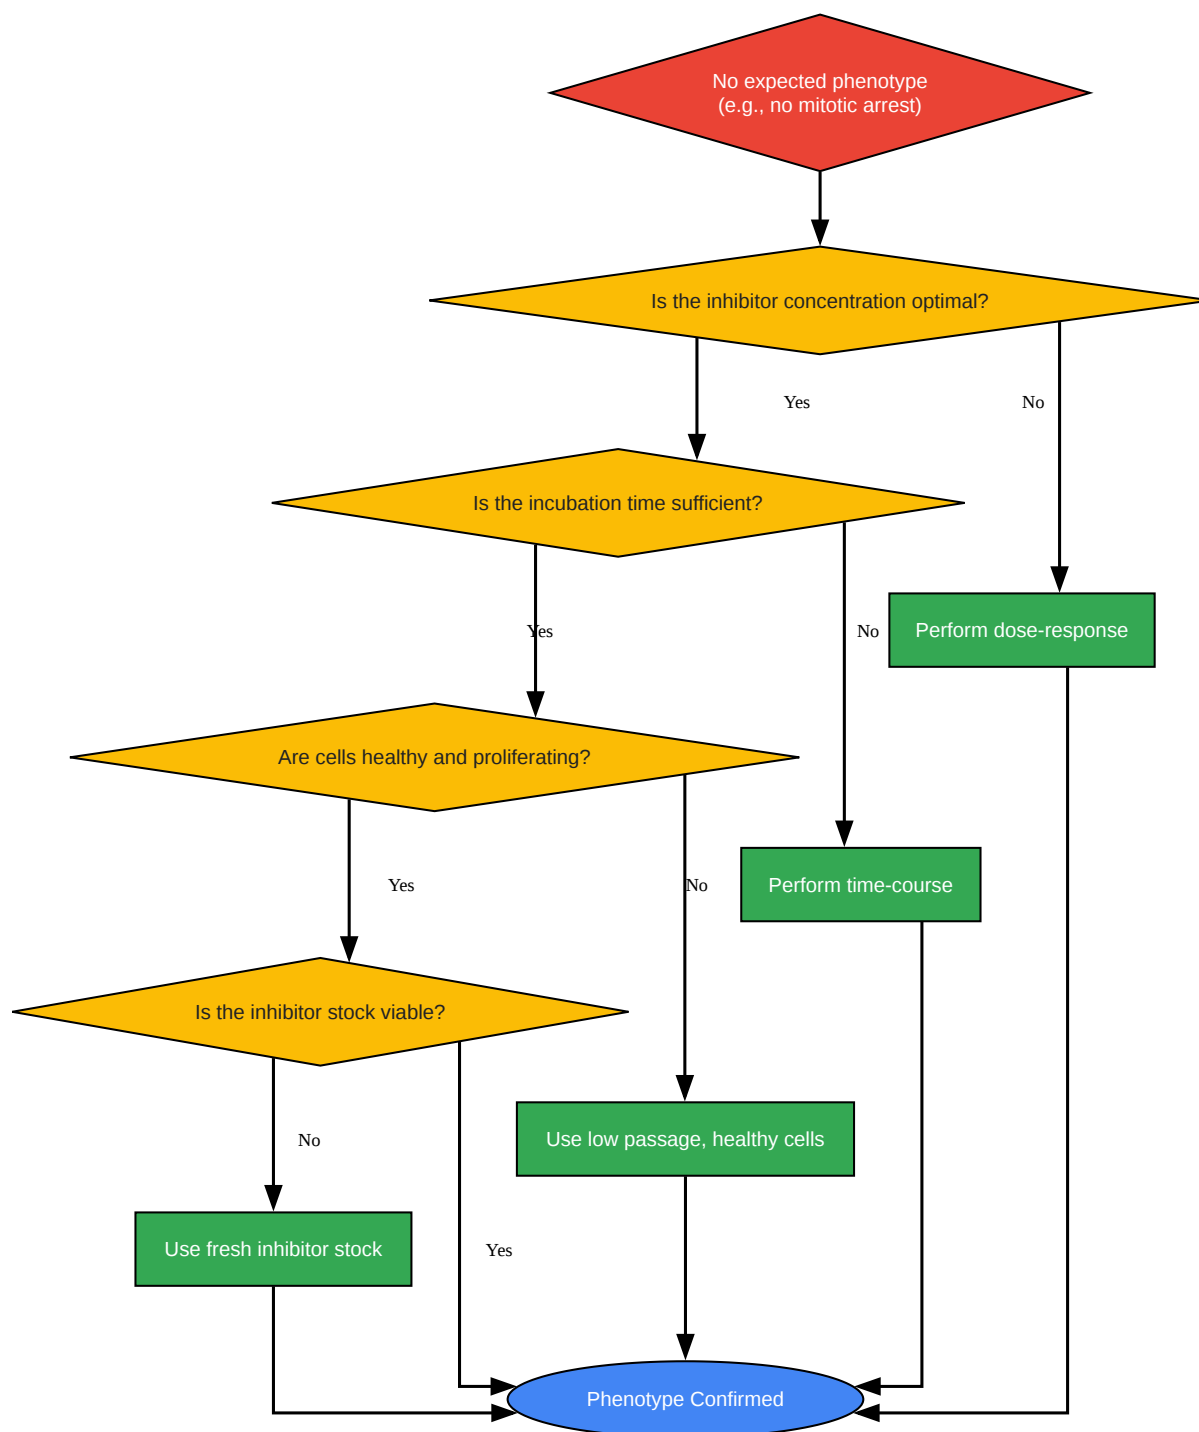 No expected phenotype
(e.g., no mitotic arrest)
Is the inhibitor concentration optimal?
Yes
No
Is the incubation time sufficient?
Yes
No
Perform dose-response
Are cells healthy and proliferating?
Yes
No
Perform time-course
Is the inhibitor stock viable?
No
Use low passage, healthy cells
Use fresh inhibitor stock
Yes
Phenotype Confirmed